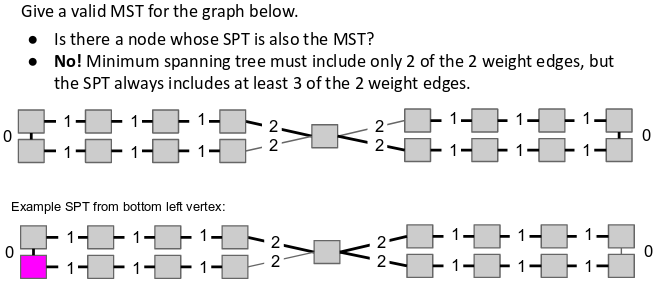 Give a valid MST for the graph below.
● Is there a node whose SPT is also the MST?
● No! Minimum spanning tree must include only 2 of the 2 weight edges, but
the SPT always includes at least 3 of the 2 weight edges.
1 1 1 2 2 1 1 1
0 0
1 1 1 2 2 1 1 1
Example SPT from bottom left vertex:
1 1 1 2 2 1 1 1
0 0
1 1 1 2 2 1 1 1